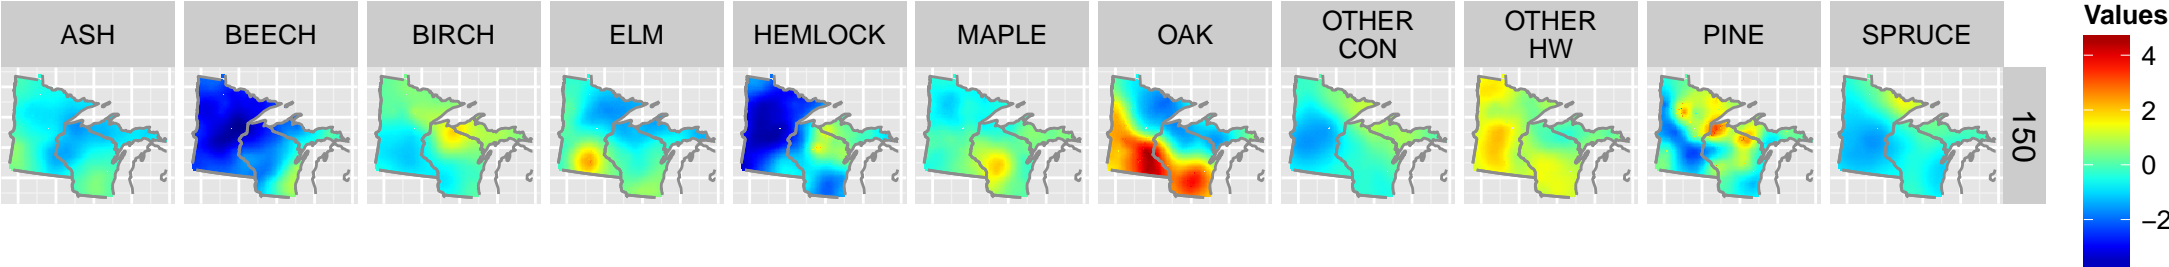 ASH
BEECH
BIRCH
ELM
HEMLOCK
MAPLE
OAK
OTHER
CON
OTHER
HW
PINE
SPRUCE
150
Values
4
2
0
−2